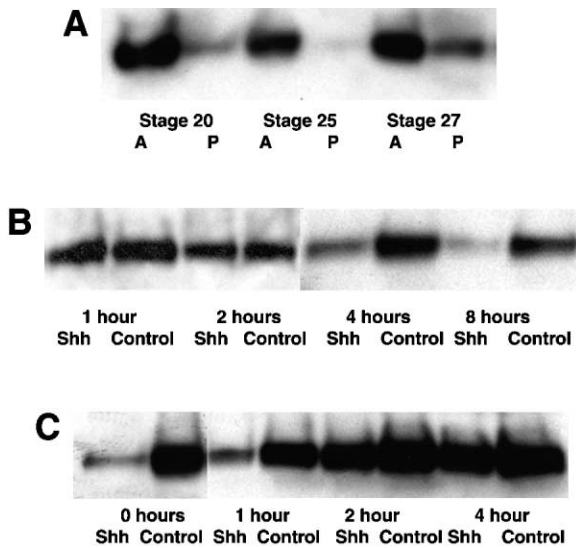 A
Stage 20 Stage 25 Stage 27
A P A P A P
B
1 hour 2 hours 4 hours 8 hours
Shh Control Shh Control Shh Control Shh Control
C
0 hours 1 hour 2 hour 4 hour
Shh Control Shh Control Shh Control Shh Control